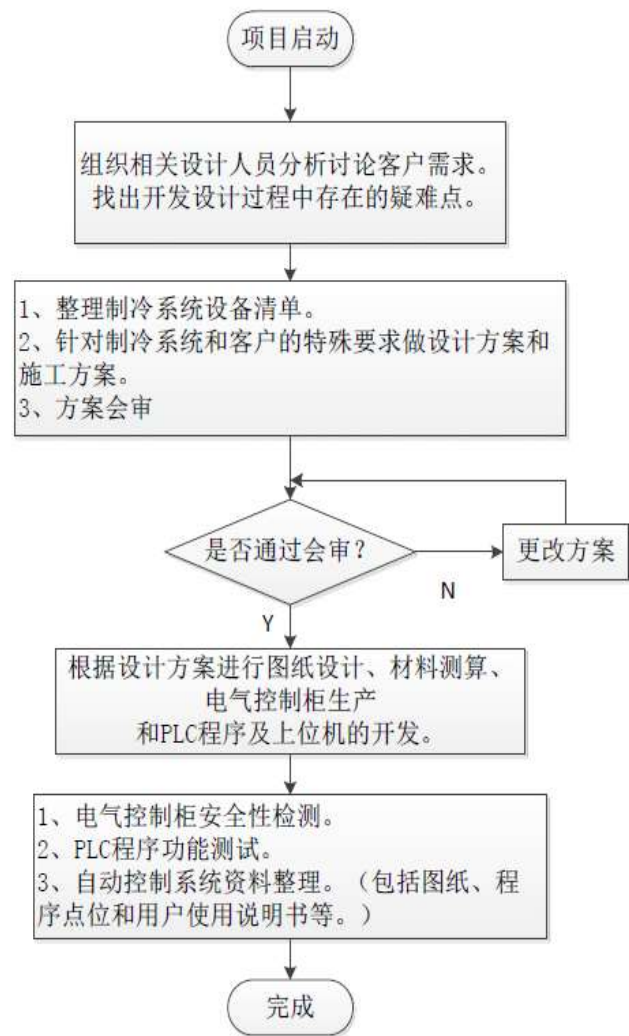 项目启动
组织相关设计人员分析讨论客户需求。
找出开发设计过程中存在的疑难点。
1、整理制冷系统设备清单。
2、针对制冷系统和客户的特殊要求做设计方案和
施工方案。
3、方案会审
是否通过会审？
更改方案
N
Y
根据设计方案进行图纸设计、材料测算、
电气控制柜生产
和PLC程序及上位机的开发。
1、电气控制柜安全性检测。
2、PLC程序功能测试。
3、自动控制系统资料整理。（包括图纸、程
序点位和用户使用说明书等。）
完成